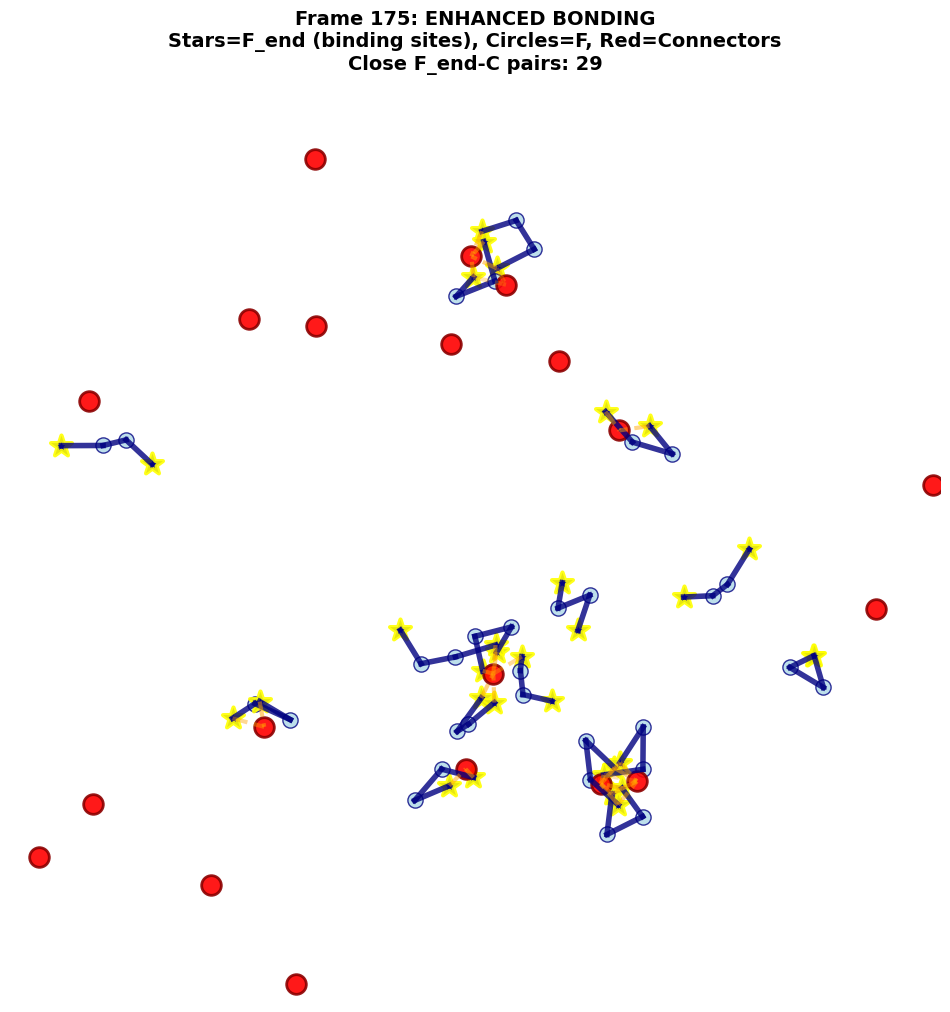 Frame 175: ENHANCED BONDING
Stars=F_end (binding sites), Circles=F, Red=Connectors
Close F_end-C pairs: 29